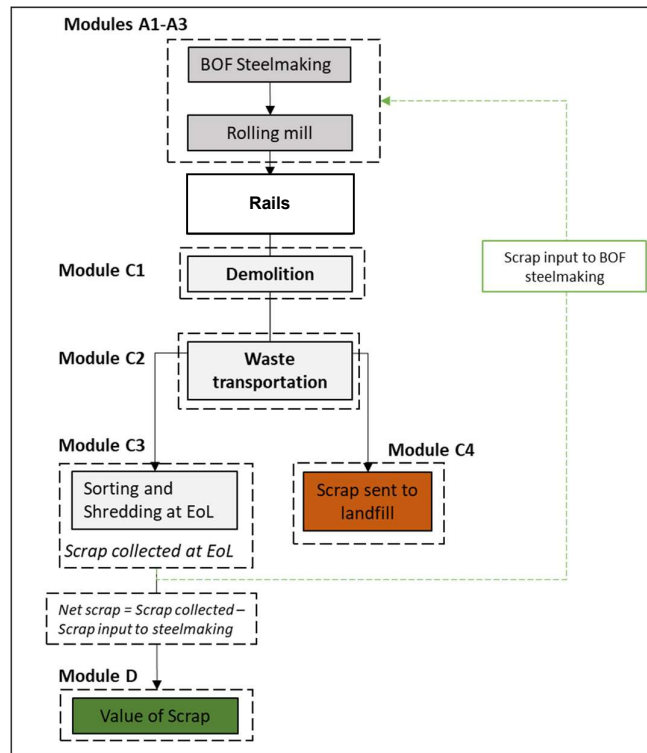 Modules A1-A3
BOF Steelmaking
Rolling mill
Rails
Module C1
Demolition
Scrap input to BOF
steelmaking
Module C2
Waste
transportation
Module C3
Module C4
Sorting and
Shredding at EoL
Scrap sent to
landfill
Scrap collected at EoL
Net scrap = Scrap collected –
Scrap input to steelmaking
Module D
Value of Scrap